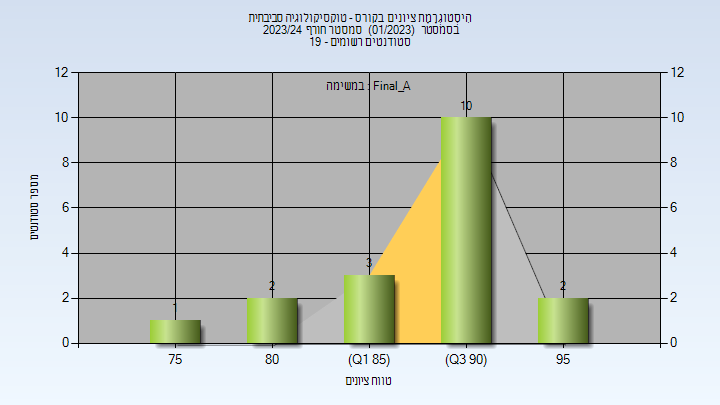 היסטוגרמת ציונים בקורס - טוקסיקולוגיה סביבתית
בסמסטר (01/2023) סמסטר חורף 2023/24
סטודנטים רשומים - 19
במשימה : Final_A
12 12
10 10
8 8
6 6
4 4
2 2
0 0
1 2 3 10 2
מספר סטודנטים
75 80 (Q1 85) (Q3 90) 95
טווח ציונים